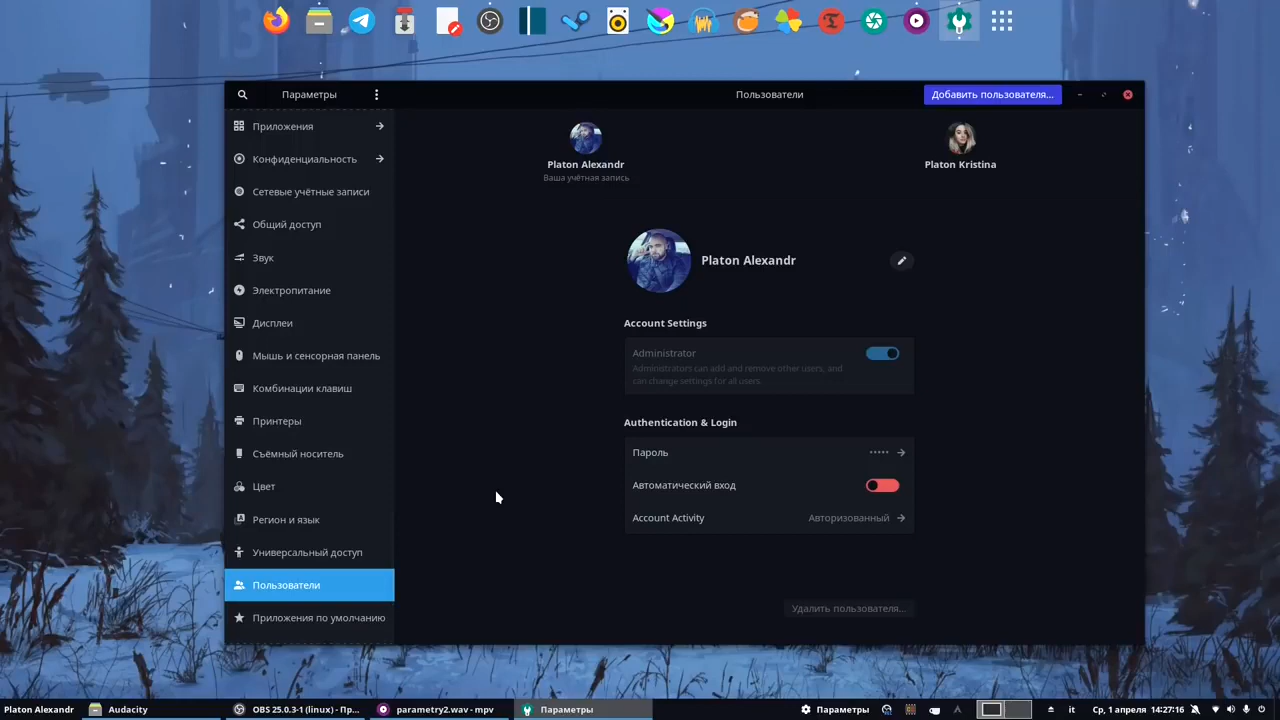 Параметры
Пользователи
Добавить пользователя...
Приложения
Конфиденциальность
Сетевые учётные записи
Общий доступ
Звук
Электропитание
Дисплеи
Мышь и сенсорная панель
Комбинации клавиш
Принтеры
Съёмный носитель
Цвет
Регион и язык
Универсальный доступ
Пользователи
Приложения по умолчанию
Platon Alexandr
Ваша учётная запись
Platon Kristina
Platon Alexandr
Account Settings
Administrator
Administrators can add and remove other users, and
can change settings for all users.
Authentication & Login
Пароль
Автоматический вход
Account Activity
Авторизованный
Удалить пользователя...
Platon Alexandr
Audacity
OBS 25.0.3-1 (linux) - Пр...
parametry2.wav - mpv
Параметры
Параметры
it
Ср, 1 апреля
14:27:16